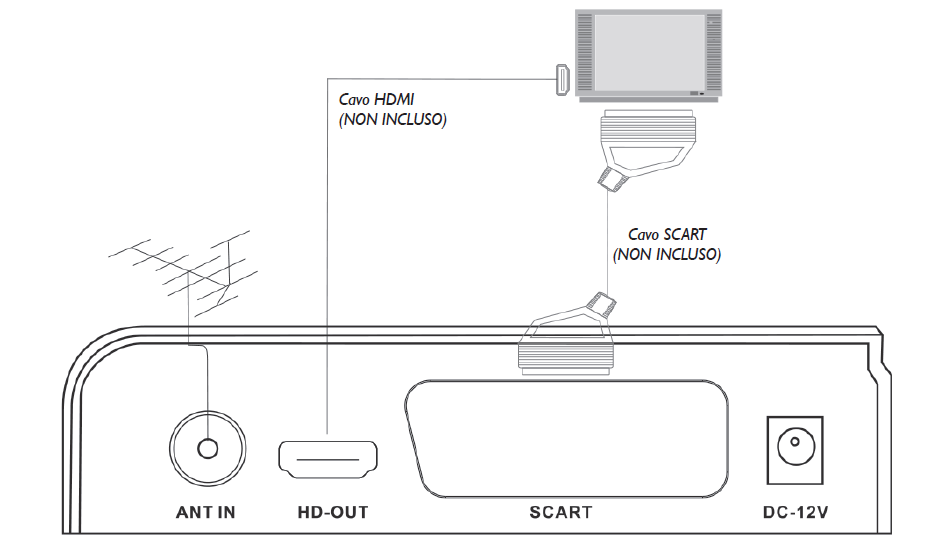 Cavo HDMI
(NON INCLUSO)
Cavo SCART
(NON INCLUSO)
ANT IN
HD-OUT
SCART
DC-12V